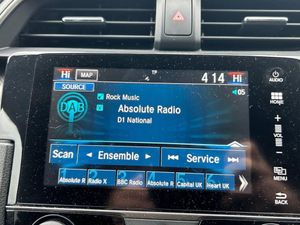 Hi MAP 4 14 Hi
SOURCE
05
DAB
Rock Music
Absolute Radio
D1 National
Scan Ensemble Service
Absolute R Radio X BBC Radio Absolute R Capital UK Heart UK
AUDIO
HOME
VOL
MENU
BACK